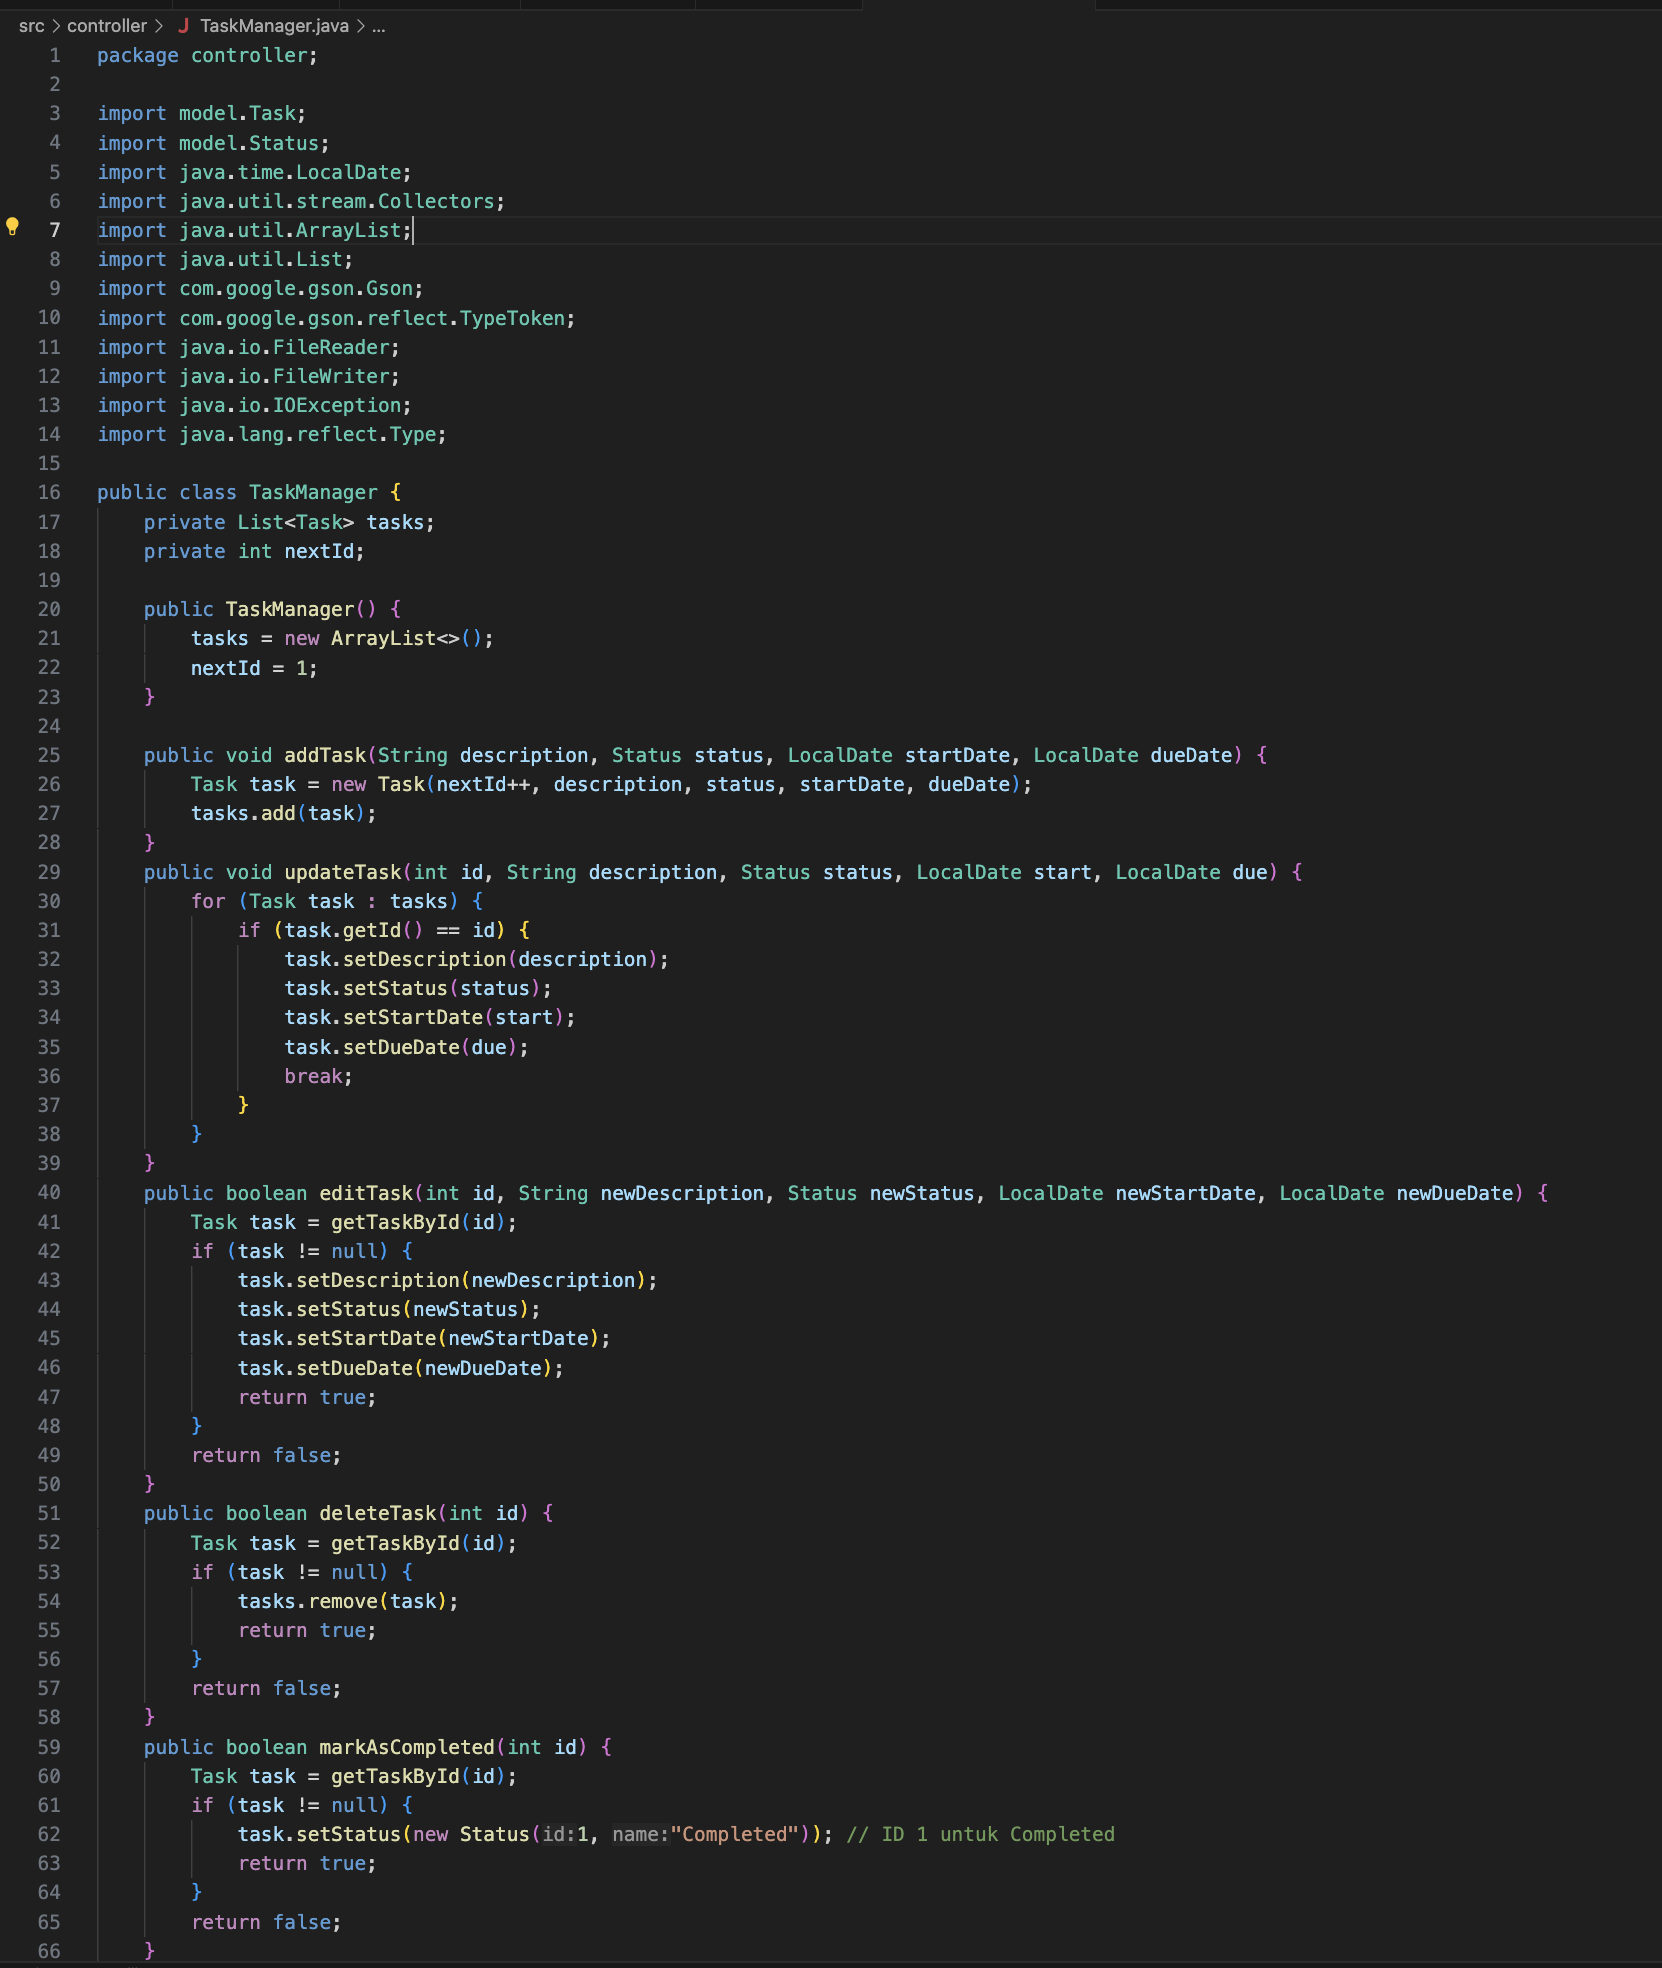 src > controller > J TaskManager.java > ...
1 package controller;
2
3 import model.Task;
4 import model.Status;
5 import java.time.LocalDate;
6 import java.util.stream.Collectors;
7 import java.util.ArrayList;
8 import java.util.List;
9 import com.google.gson.Gson;
10 import com.google.gson.reflect.TypeToken;
11 import java.io.FileReader;
12 import java.io.FileWriter;
13 import java.io.IOException;
14 import java.lang.reflect.Type;
15
16 public class TaskManager {
17     private List<Task> tasks;
18     private int nextId;
19
20     public TaskManager() {
21         tasks = new ArrayList<>();
22         nextId = 1;
23     }
24
25     public void addTask(String description, Status status, LocalDate startDate, LocalDate dueDate) {
26         Task task = new Task(nextId++, description, status, startDate, dueDate);
27         tasks.add(task);
28     }
29     public void updateTask(int id, String description, Status status, LocalDate start, LocalDate due) {
30         for (Task task : tasks) {
31             if (task.getId() == id) {
32                 task.setDescription(description);
33                 task.setStatus(status);
34                 task.setStartDate(start);
35                 task.setDueDate(due);
36                 break;
37             }
38         }
39     }
40     public boolean editTask(int id, String newDescription, Status newStatus, LocalDate newStartDate, LocalDate newDueDate) {
41         Task task = getTaskById(id);
42         if (task != null) {
43             task.setDescription(newDescription);
44             task.setStatus(newStatus);
45             task.setStartDate(newStartDate);
46             task.setDueDate(newDueDate);
47             return true;
48         }
49         return false;
50     }
51     public boolean deleteTask(int id) {
52         Task task = getTaskById(id);
53         if (task != null) {
54             tasks.remove(task);
55             return true;
56         }
57         return false;
58     }
59     public boolean markAsCompleted(int id) {
60         Task task = getTaskById(id);
61         if (task != null) {
62             task.setStatus(new Status(id:1, name:"Completed")); // ID 1 untuk Completed
63             return true;
64         }
65         return false;
66     }